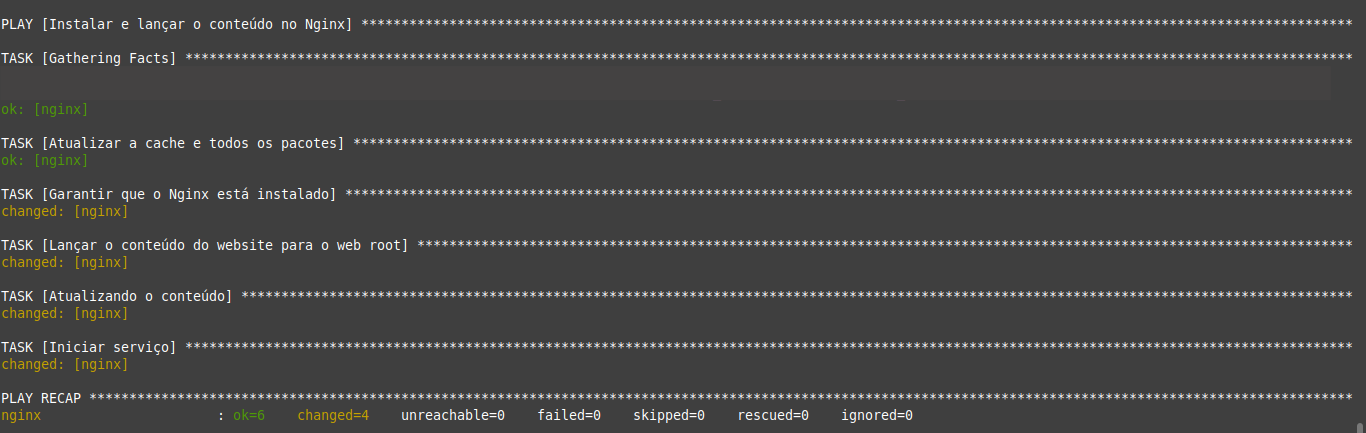 PLAY [Instalar e lançar o conteúdo no Nginx] ****************************************************************************************************************************
TASK [Gathering Facts] **************************************************************************************************************************************************
ok: [nginx]
TASK [Atualizar a cache e todos os pacotes] *****************************************************************************************************************************
ok: [nginx]
TASK [Garantir que o Nginx está instalado] ******************************************************************************************************************************
changed: [nginx]
TASK [Lançar o conteúdo do website para o web root] *********************************************************************************************************************
changed: [nginx]
TASK [Atualizando o conteúdo] *******************************************************************************************************************************************
changed: [nginx]
TASK [Iniciar serviço] **************************************************************************************************************************************************
changed: [nginx]
PLAY RECAP **************************************************************************************************************************************************************
nginx                      : ok=6    changed=4    unreachable=0    failed=0    skipped=0    rescued=0    ignored=0